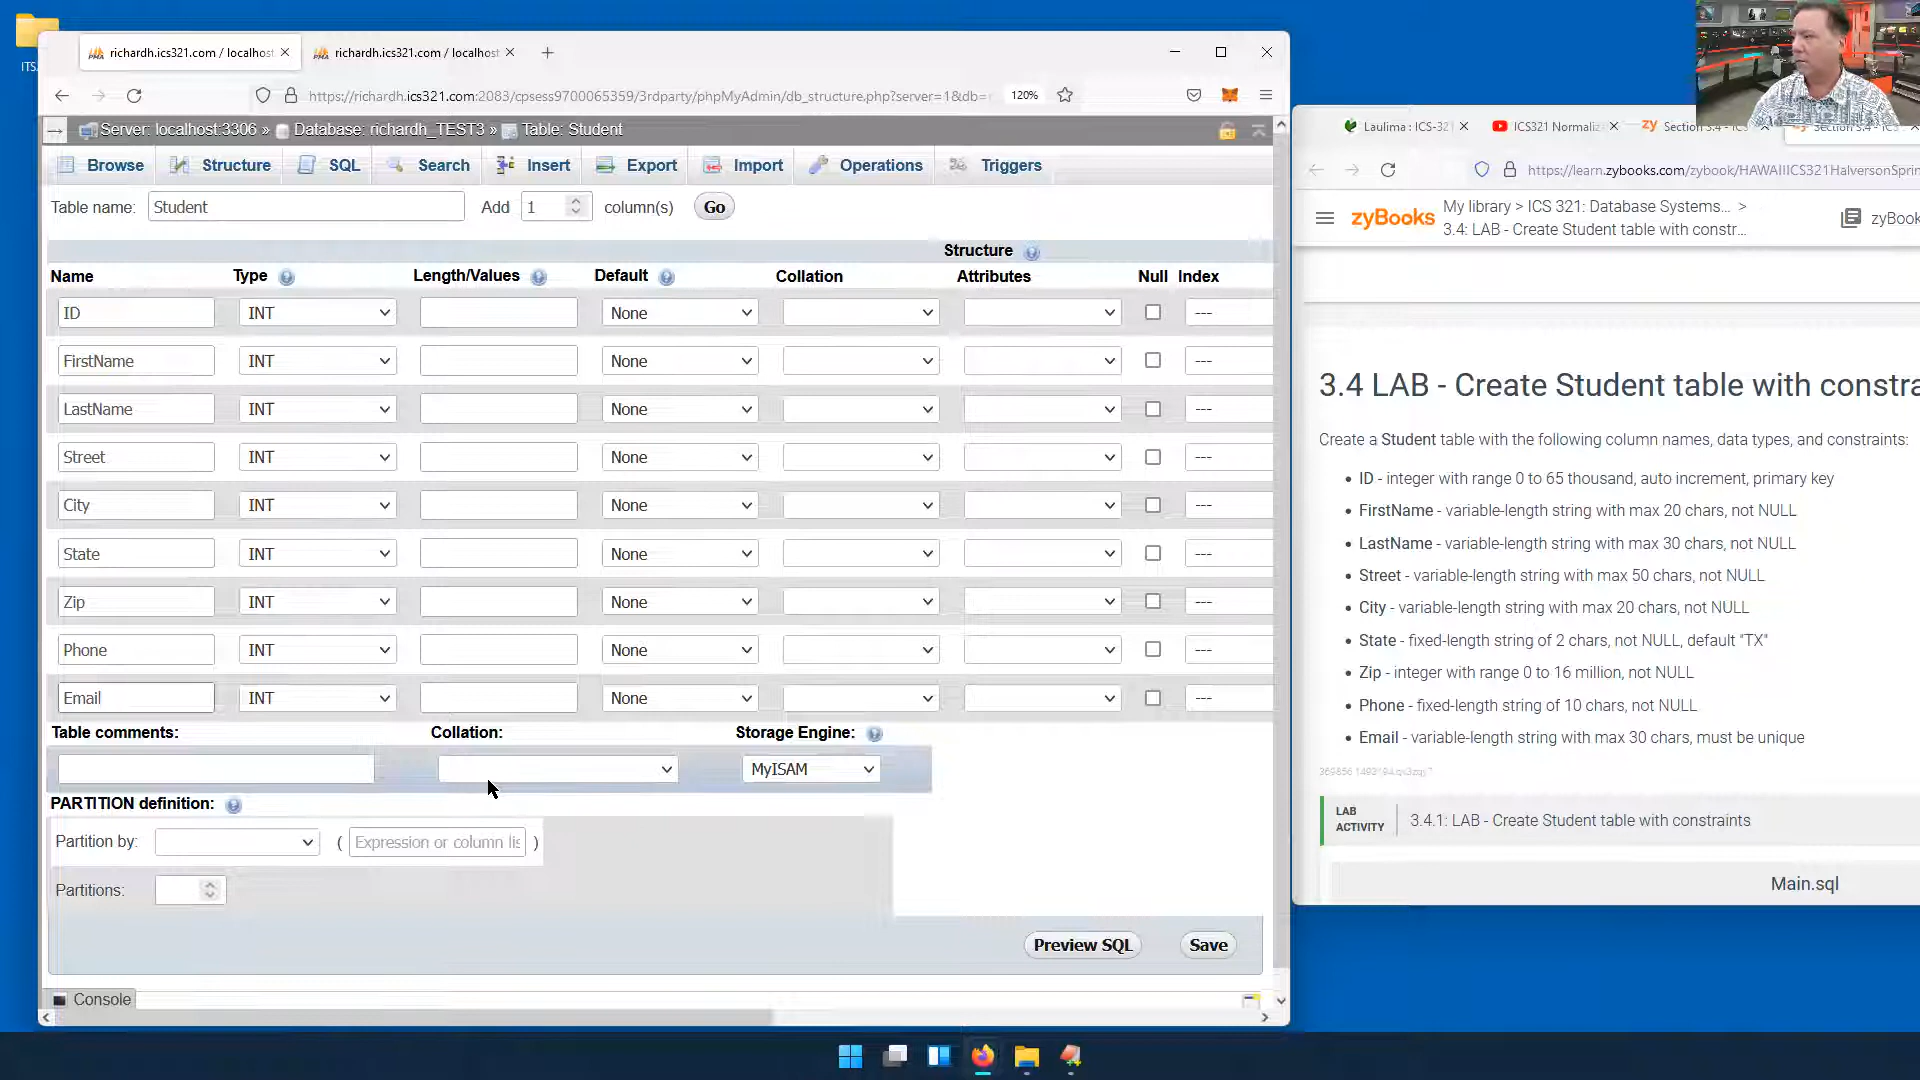 ITS
richardh.ics321.com / localhost
richardh.ics321.com / localhost
https://richardh.ics321.com:2083/cpsess9700065359/3rdparty/phpMyAdmin/db_structure.php?server=1&db=
120%
Server: localhost:3306 » Database: richardh_TEST3 » Table: Student
Browse Structure SQL Search Insert Export Import Operations Triggers
Table name: Student Add 1 column(s) Go
Structure
Name Type Length/Values Default Collation Attributes Null Index
ID INT None ---
FirstName INT None ---
LastName INT None ---
Street INT None ---
City INT None ---
State INT None ---
Zip INT None ---
Phone INT None ---
Email INT None ---
Table comments: Collation: Storage Engine:
MyISAM
PARTITION definition:
Partition by: ( Expression or column lis )
Partitions:
Preview SQL Save
Console
Laulima : ICS-321
ICS321 Normaliz
Section 3.4 - ICS
https://learn.zybooks.com/zybook/HAWAIIICS321HalversonSprin
zyBooks
My library > ICS 321: Database Systems... >
3.4: LAB - Create Student table with constr...
zyBook
3.4 LAB - Create Student table with constra
Create a Student table with the following column names, data types, and constraints:
• ID - integer with range 0 to 65 thousand, auto increment, primary key
• FirstName - variable-length string with max 20 chars, not NULL
• LastName - variable-length string with max 30 chars, not NULL
• Street - variable-length string with max 50 chars, not NULL
• City - variable-length string with max 20 chars, not NULL
• State - fixed-length string of 2 chars, not NULL, default "TX"
• Zip - integer with range 0 to 16 million, not NULL
• Phone - fixed-length string of 10 chars, not NULL
• Email - variable-length string with max 30 chars, must be unique
LAB
ACTIVITY
3.4.1: LAB - Create Student table with constraints
Main.sql